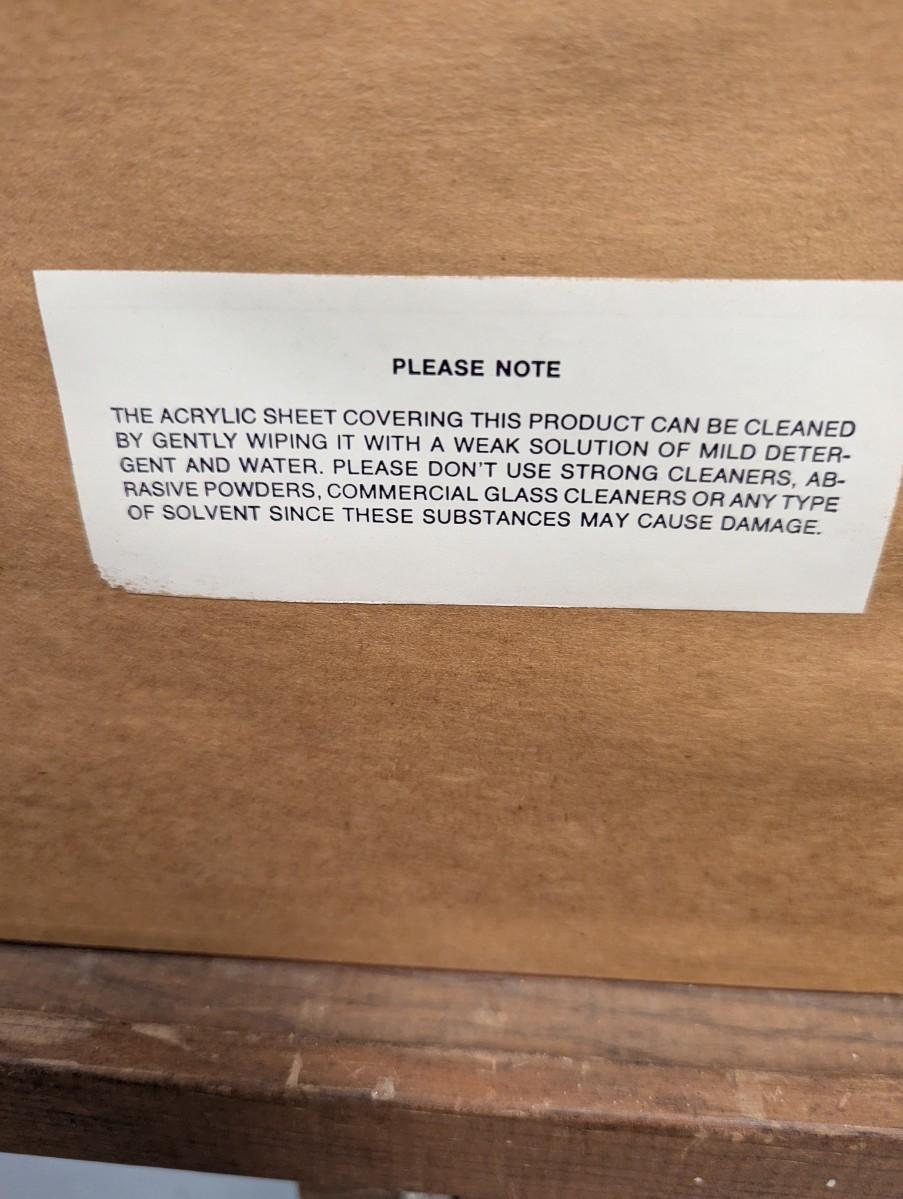 PLEASE NOTE
THE ACRYLIC SHEET COVERING THIS PRODUCT CAN BE CLEANED
BY GENTLY WIPING IT WITH A WEAK SOLUTION OF MILD DETER-
GENT AND WATER. PLEASE DON'T USE STRONG CLEANERS, AB-
RASIVE POWDERS, COMMERCIAL GLASS CLEANERS OR ANY TYPE
OF SOLVENT SINCE THESE SUBSTANCES MAY CAUSE DAMAGE.